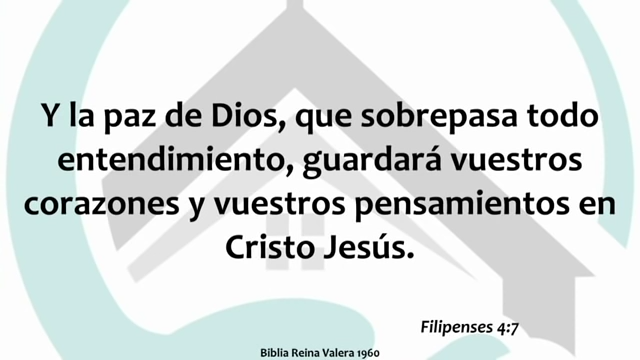 Y la paz de Dios, que sobrepasa todo
entendimiento, guardará vuestros
corazones y vuestros pensamientos en
Cristo Jesús.
Filipenses 4:7
Biblia Reina Valera 1960